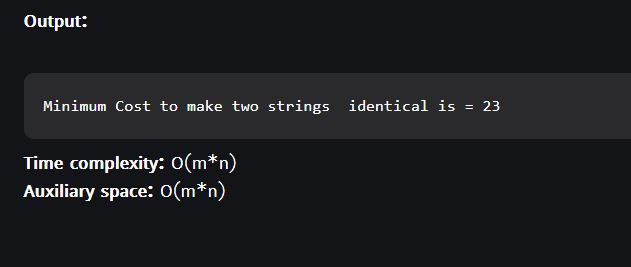 Output:
Minimum Cost to make two strings  identical is = 23
Time complexity: O(m*n)
Auxiliary space: O(m*n)